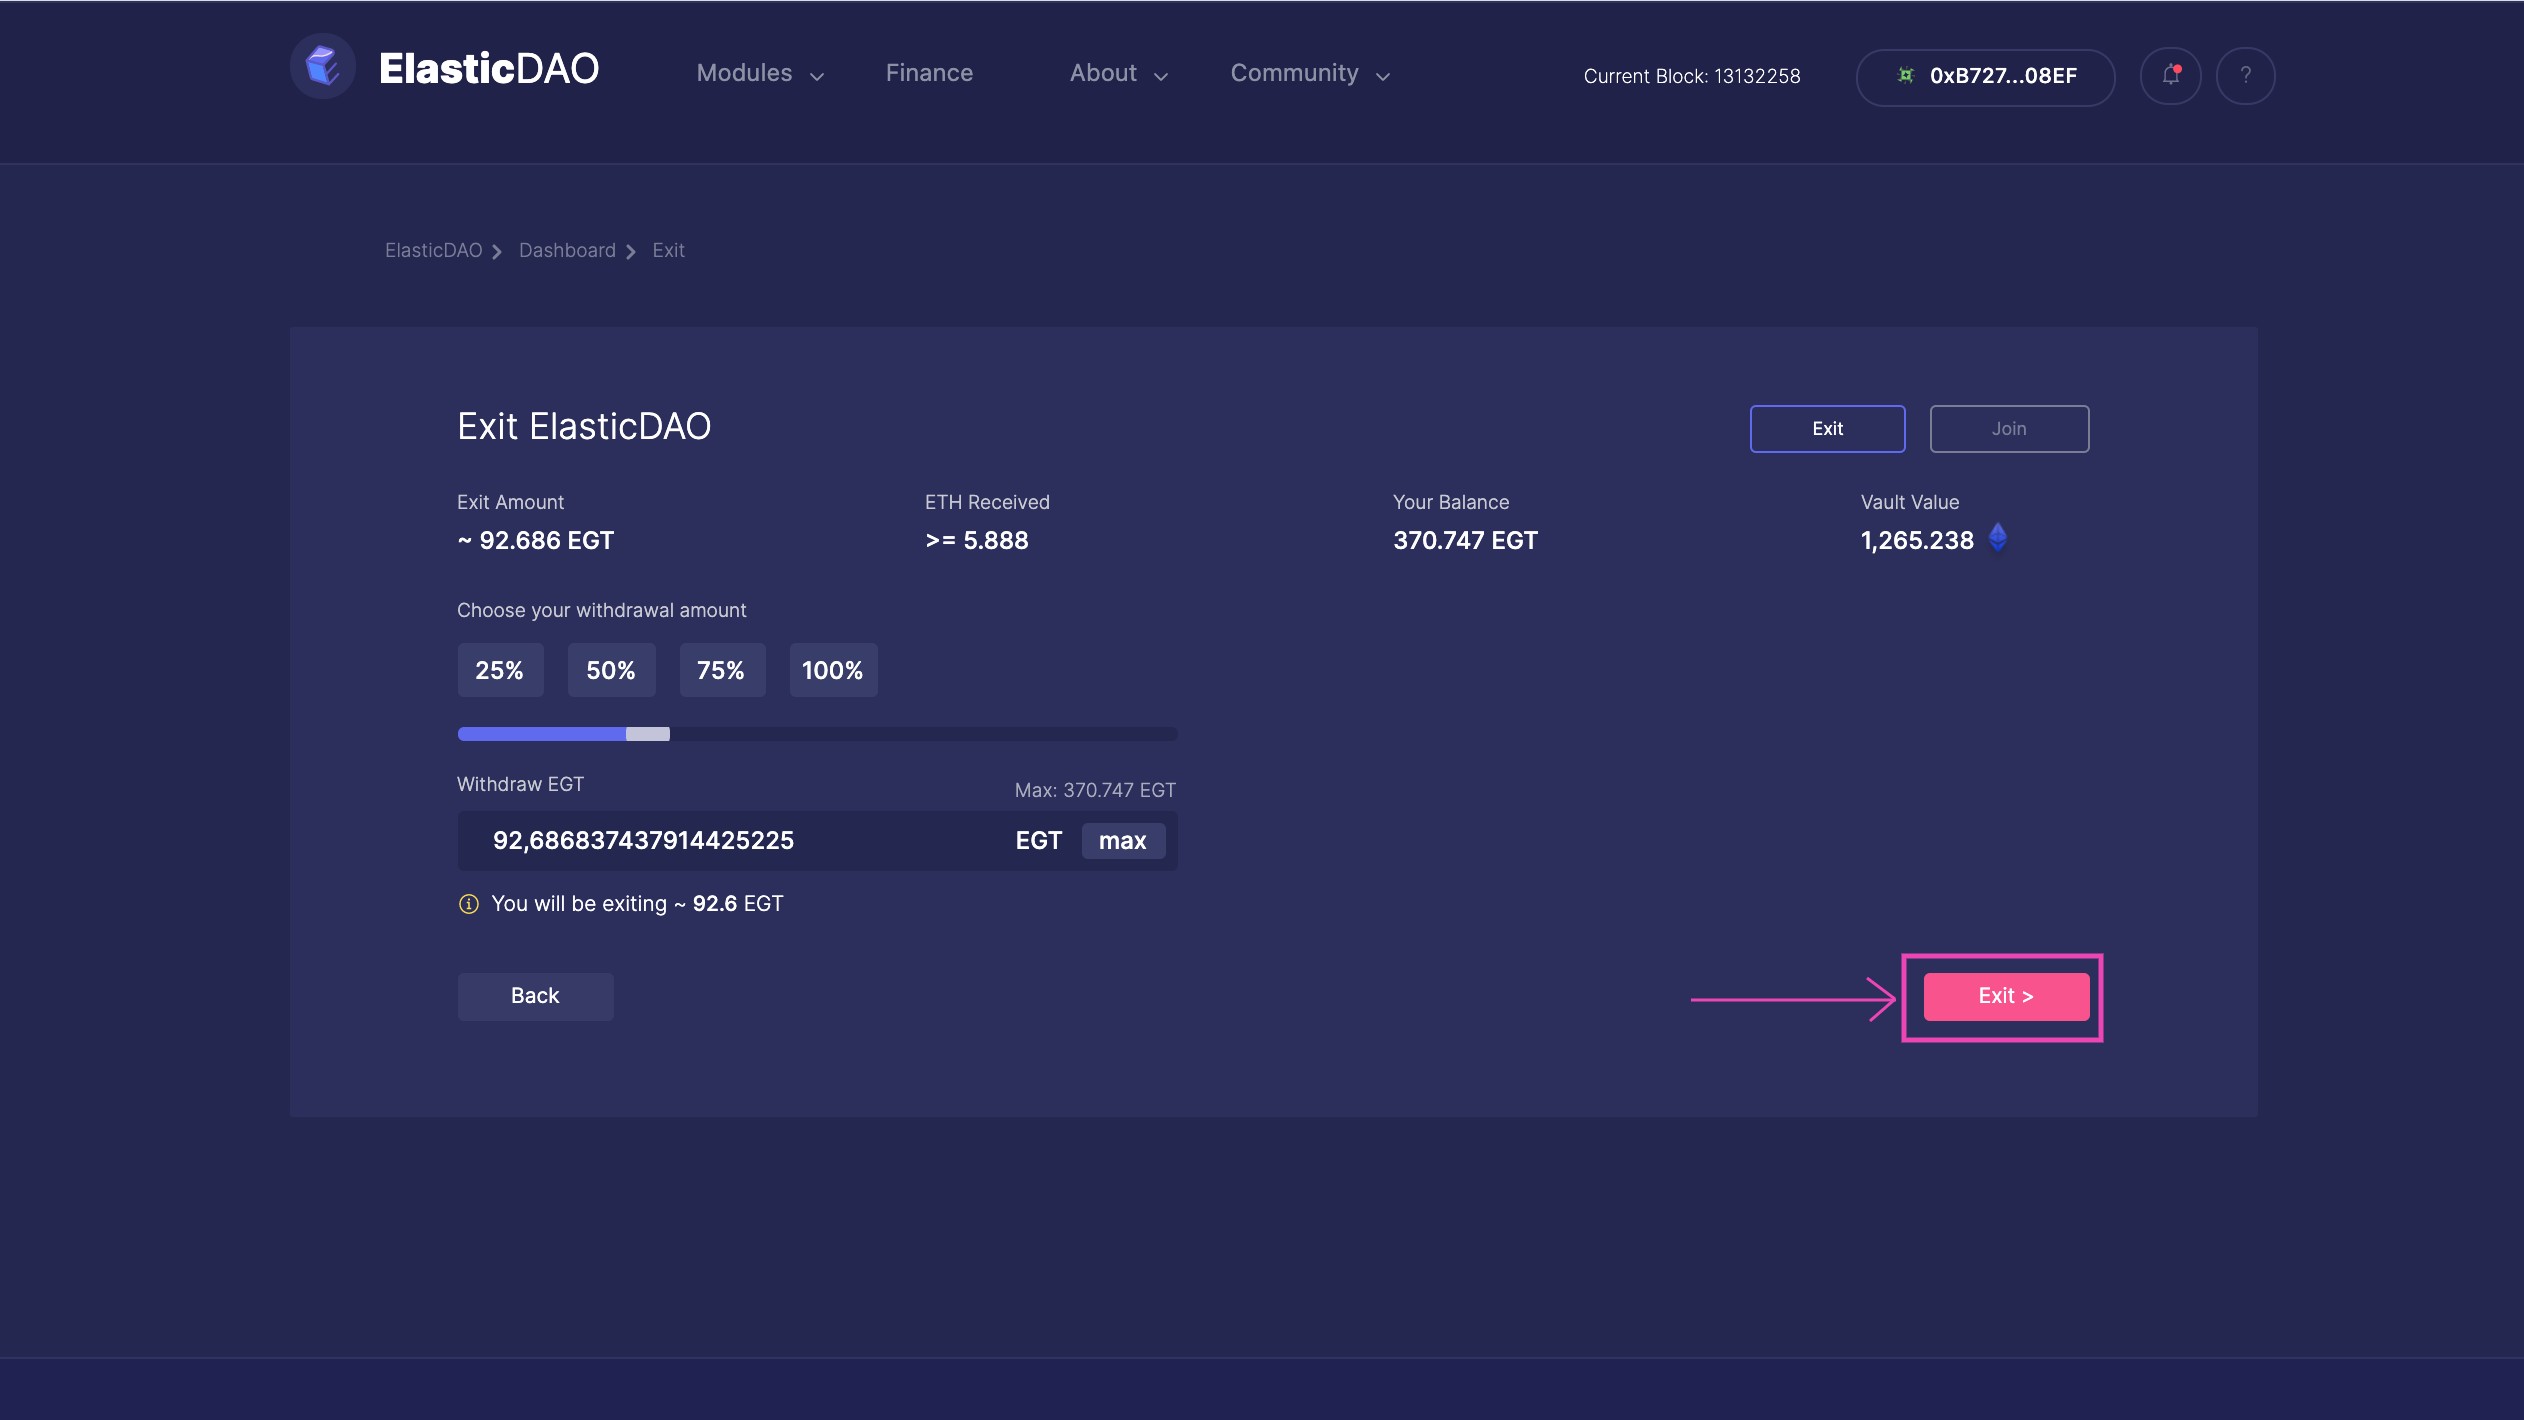 ElasticDAO Modules Finance About Community Current Block: 13132258 0xB727...08EF ?
ElasticDAO Dashboard Exit
Exit ElasticDAO Exit Join
Exit Amount ETH Received Your Balance Vault Value
~ 92.686 EGT >= 5.888 370.747 EGT 1,265.238
Choose your withdrawal amount
25% 50% 75% 100%
Withdraw EGT Max: 370.747 EGT
92,686837437914425225 EGT max
You will be exiting ~ 92.6 EGT
Back Exit >